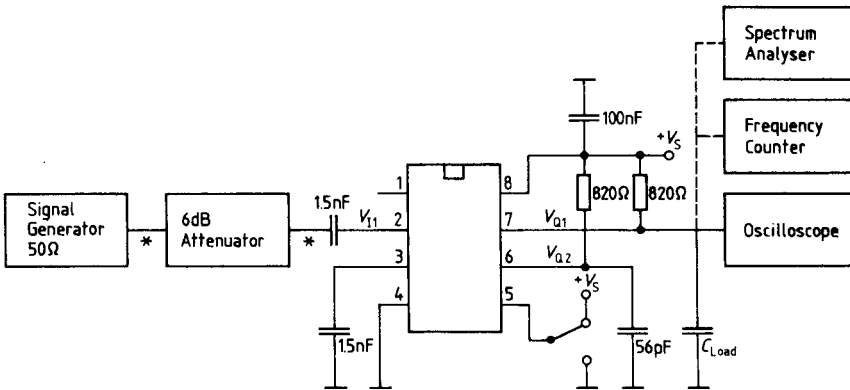 Spectrum
Analyser
100nF
+Vs
Frequency
Counter
1
8
820Ω
820Ω
Signal
Generator
50Ω
*
6dB
Attenuator
*
1.5nF
VI1
2
7
VQ1
Oscilloscope
3
6
VQ2
+Vs
4
5
1.5nF
56pF
CLoad